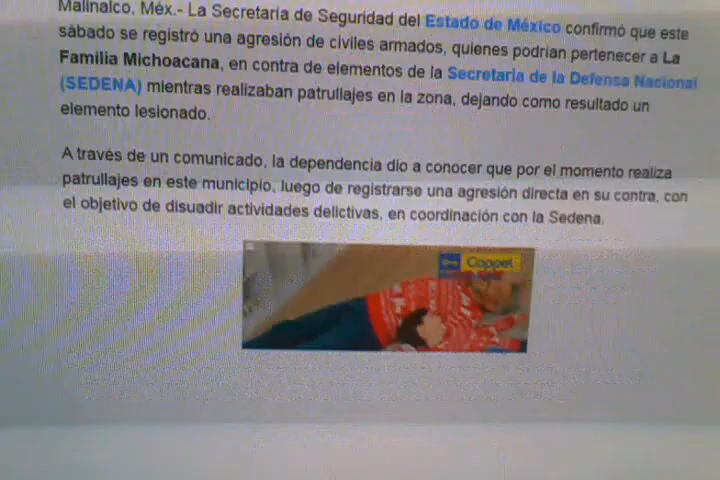 Malinalco, Méx.- La Secretaría de Seguridad del Estado de México confirmó que este
sábado se registró una agresión de civiles armados, quienes podrían pertenecer a La
Familia Michoacana, en contra de elementos de la Secretaría de la Defensa Nacional
(SEDENA) mientras realizaban patrullajes en la zona, dejando como resultado un
elemento lesionado.
A través de un comunicado, la dependencia dio a conocer que por el momento realiza
patrullajes en este municipio, luego de registrarse una agresión directa en su contra, con
el objetivo de disuadir actividades delictivas, en coordinación con la Sedena.
Coppel